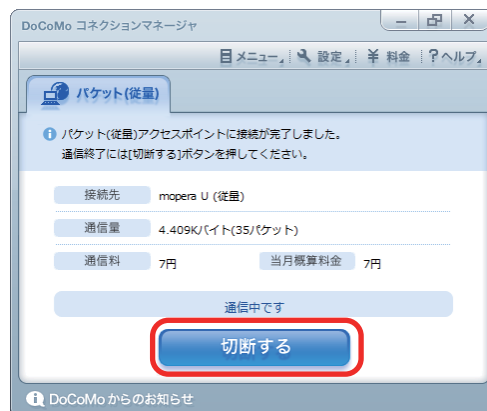 DoCoMo コネクションマネージャ
メニュー 設定 ¥ 料金 ? ヘルプ
パケット(従量)
パケット(従量)アクセスポイントに接続が完了しました。
通信終了には[切断する]ボタンを押してください。
接続先 mopera U (従量)
通信量 4.409Kバイト(35パケット)
通信料 7円 当月概算料金 7円
通信中です
切断する
DoCoMo からのお知らせ